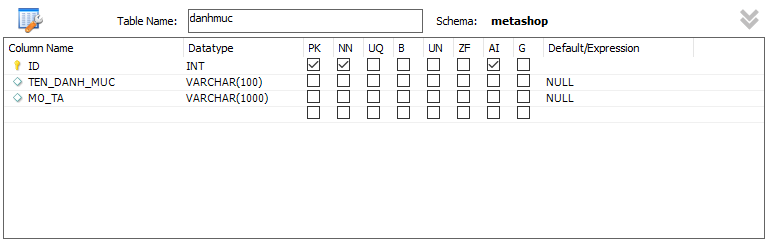 Table Name: danhmuc Schema: metashop
Column Name Datatype PK NN UQ B UN ZF AI G Default/Expression
ID INT
TEN_DANH_MUC VARCHAR(100) NULL
MO_TA VARCHAR(1000) NULL